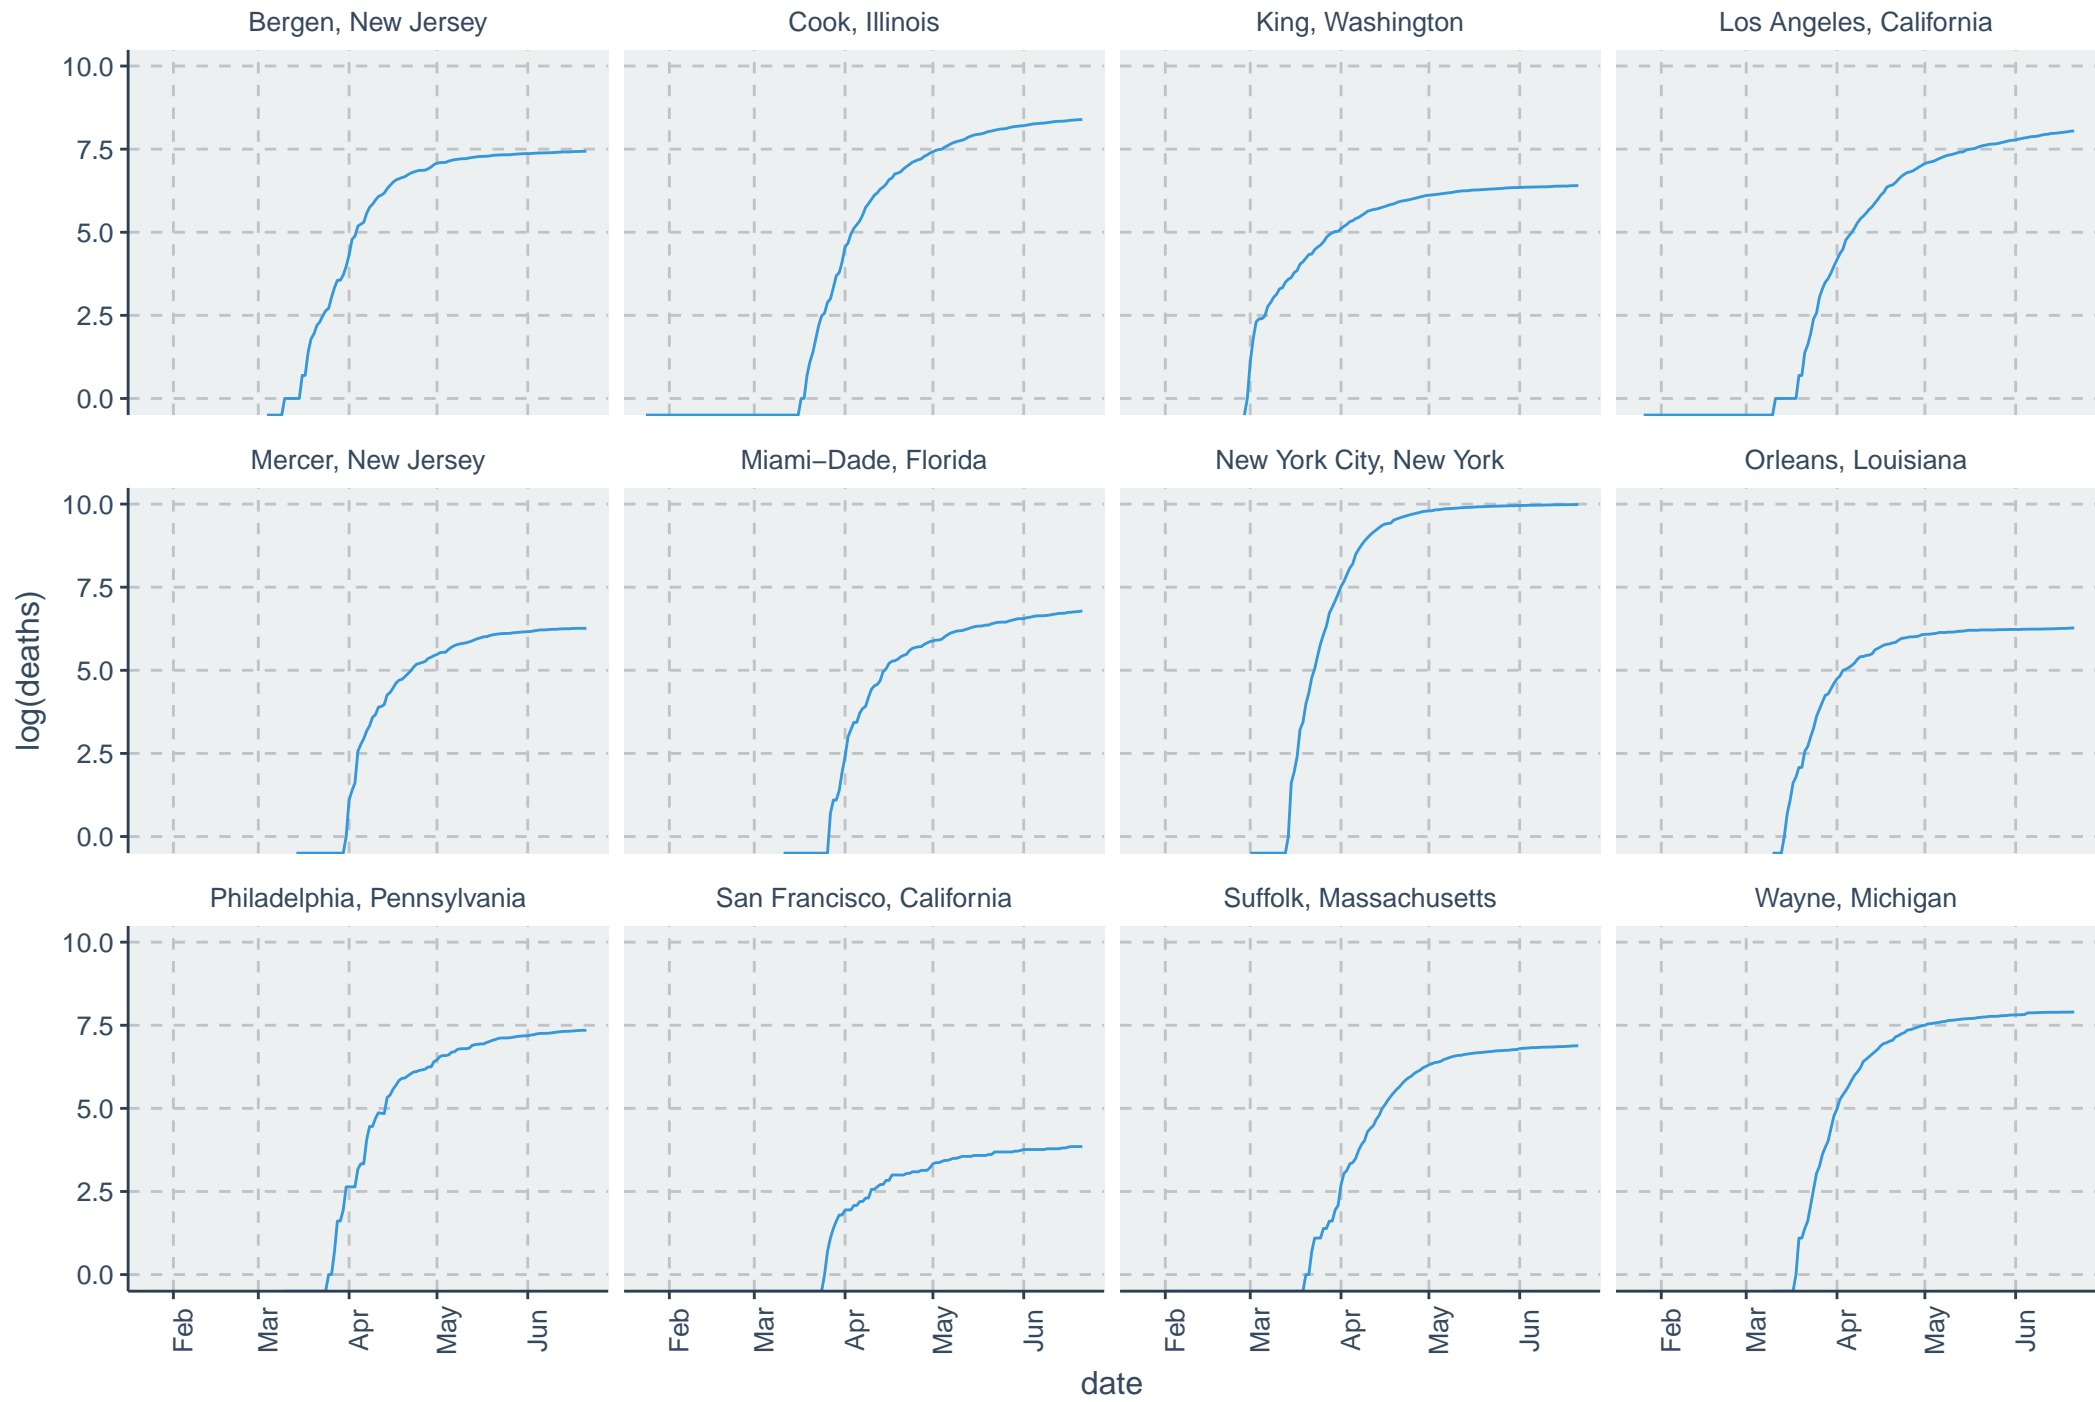 Bergen, New Jersey
Cook, Illinois
King, Washington
Los Angeles, California
10.0
7.5
5.0
2.5
0.0
Mercer, New Jersey
Miami−Dade, Florida
New York City, New York
Orleans, Louisiana
10.0
7.5
5.0
2.5
0.0
log(deaths)
Philadelphia, Pennsylvania
San Francisco, California
Suffolk, Massachusetts
Wayne, Michigan
10.0
7.5
5.0
2.5
0.0
Feb Mar Apr May Jun
Feb Mar Apr May Jun
Feb Mar Apr May Jun
Feb Mar Apr May Jun
date